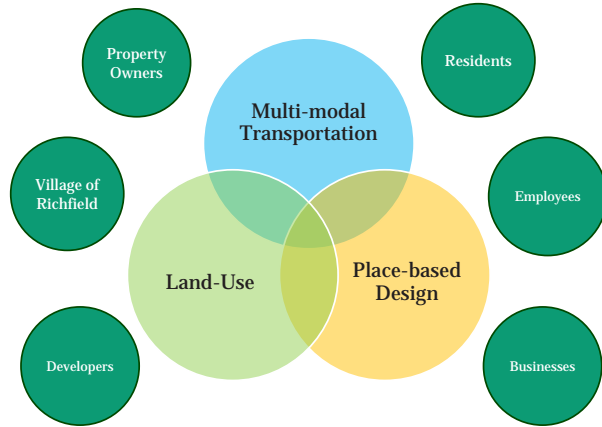 Property
Owners
Residents
Multi-modal
Transportation
Village of
Richfield
Employees
Land-Use
Place-based
Design
Developers
Businesses